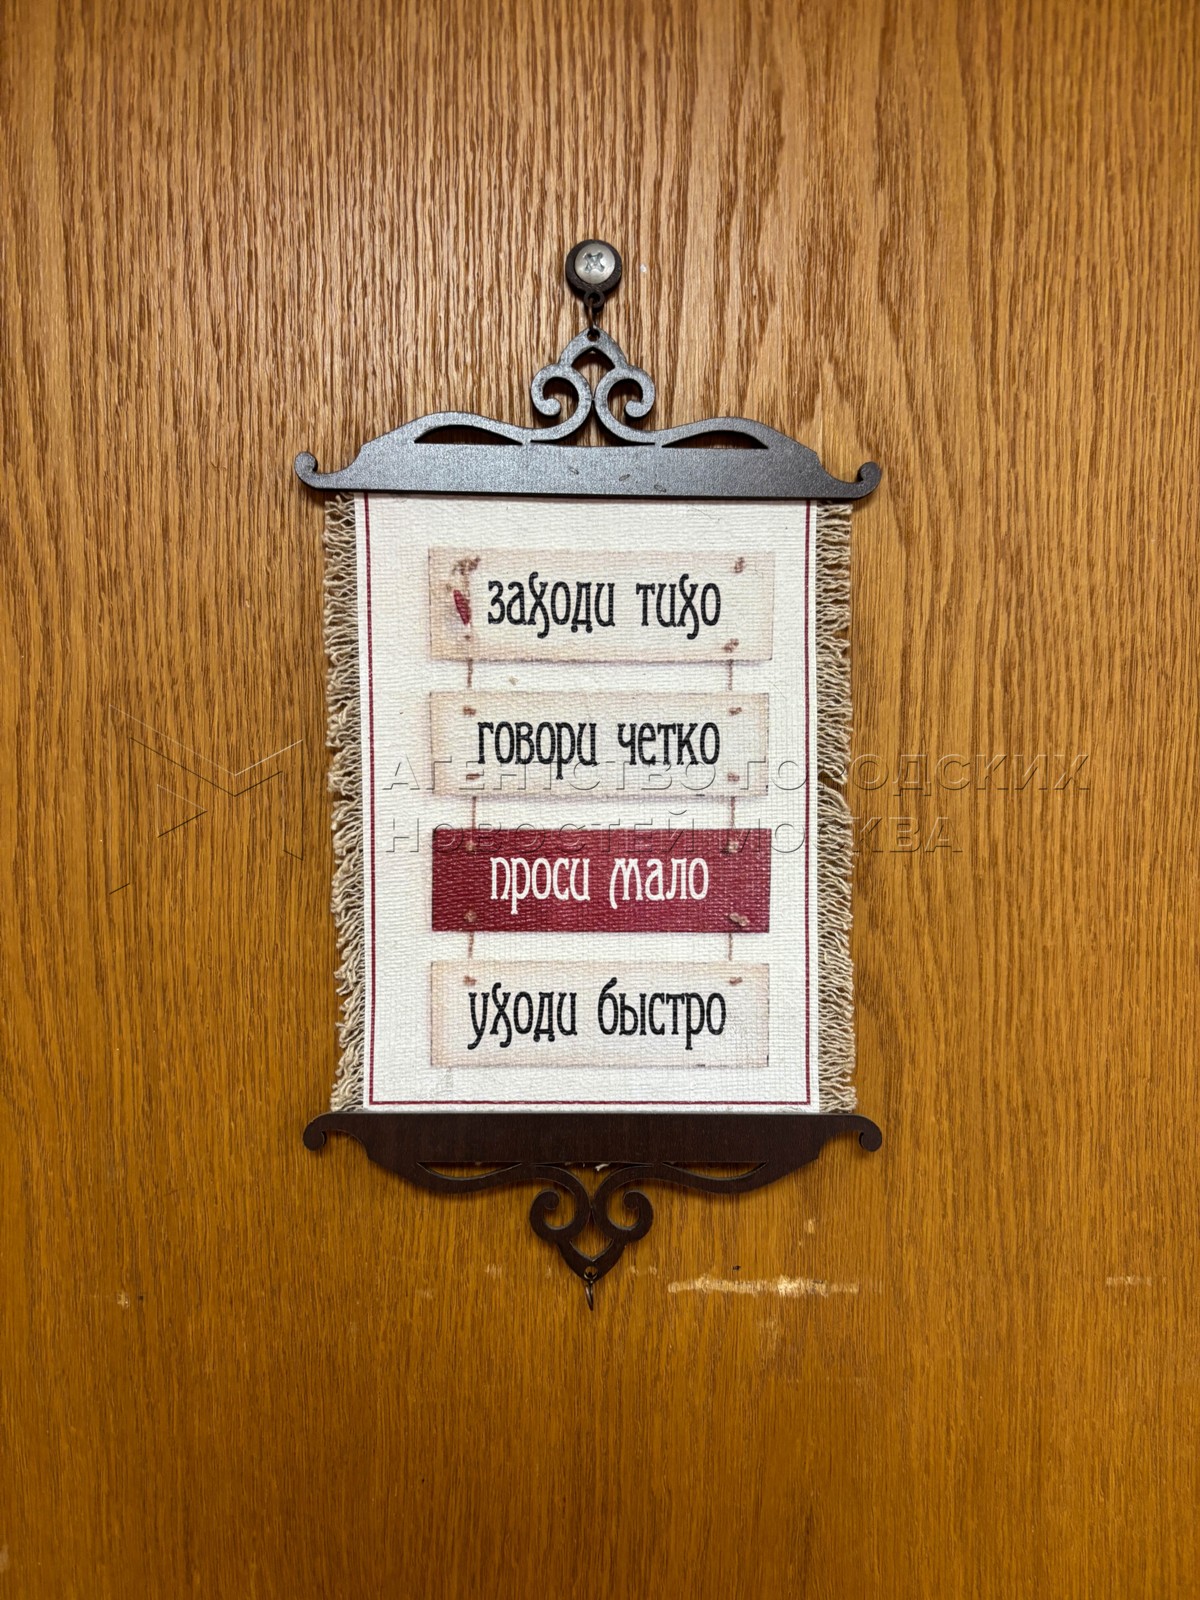 заходи тихо
говори четко
АГЕНТСТВО ГОРОДСКИХ
НОВОСТЕЙ МОСКВА
проси мало
уходи быстро